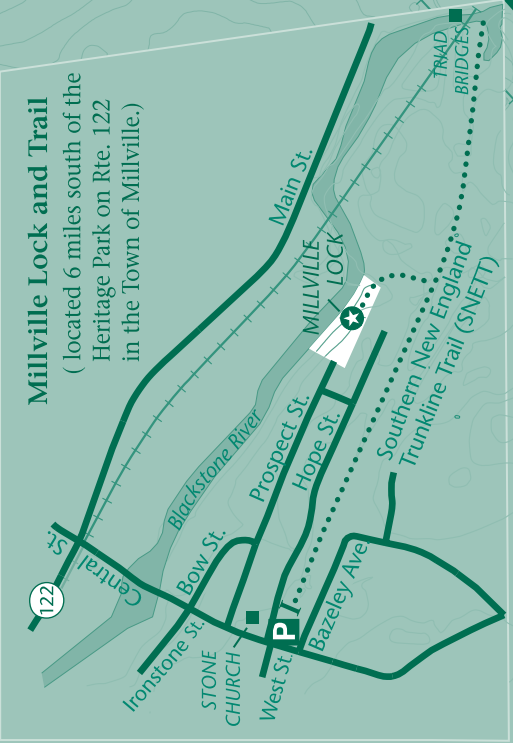 Millville Lock and Trail
( located 6 miles south of the
Heritage Park on Rte. 122
in the Town of Millville.)
TRIAD
BRIDGES
Main St.
MILLVILLE
LOCK
Southern New England
Trunkline Trail (SNETT)
Blackstone River
Prospect St.
Hope St.
Bow St.
Central St.
122
Ironstone St.
STONE
CHURCH
West St.
P
Bazeley Ave.